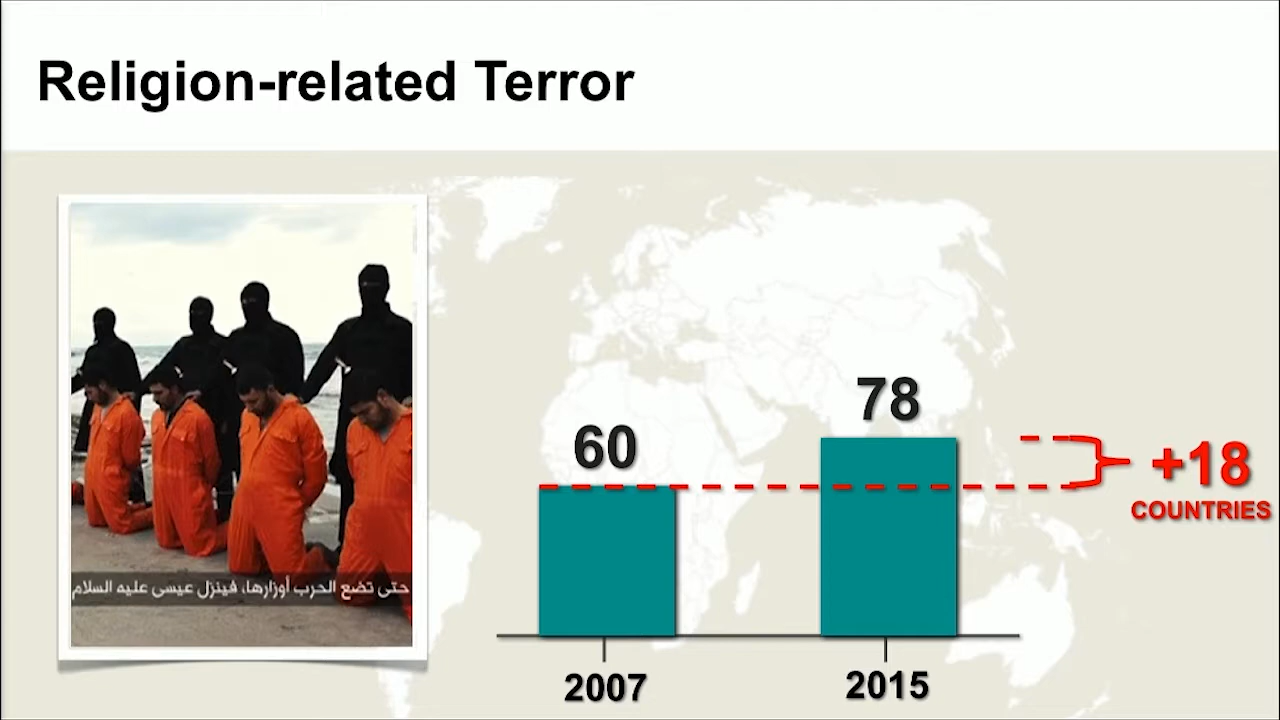 Religion-related Terror
حتى تضع الحرب أوزارها، فينزل عيسى عليه السلام
60
78
+18
COUNTRIES
2007
2015